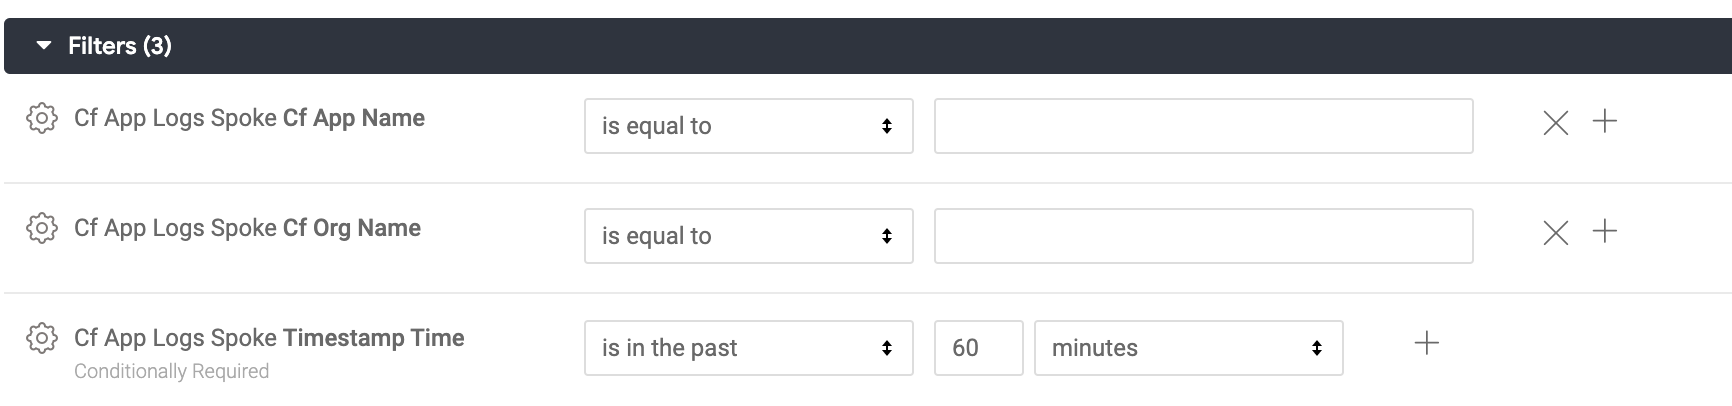 Filters (3)
Cf App Logs Spoke Cf App Name is equal to
Cf App Logs Spoke Cf Org Name is equal to
Cf App Logs Spoke Timestamp Time is in the past 60 minutes
Conditionally Required